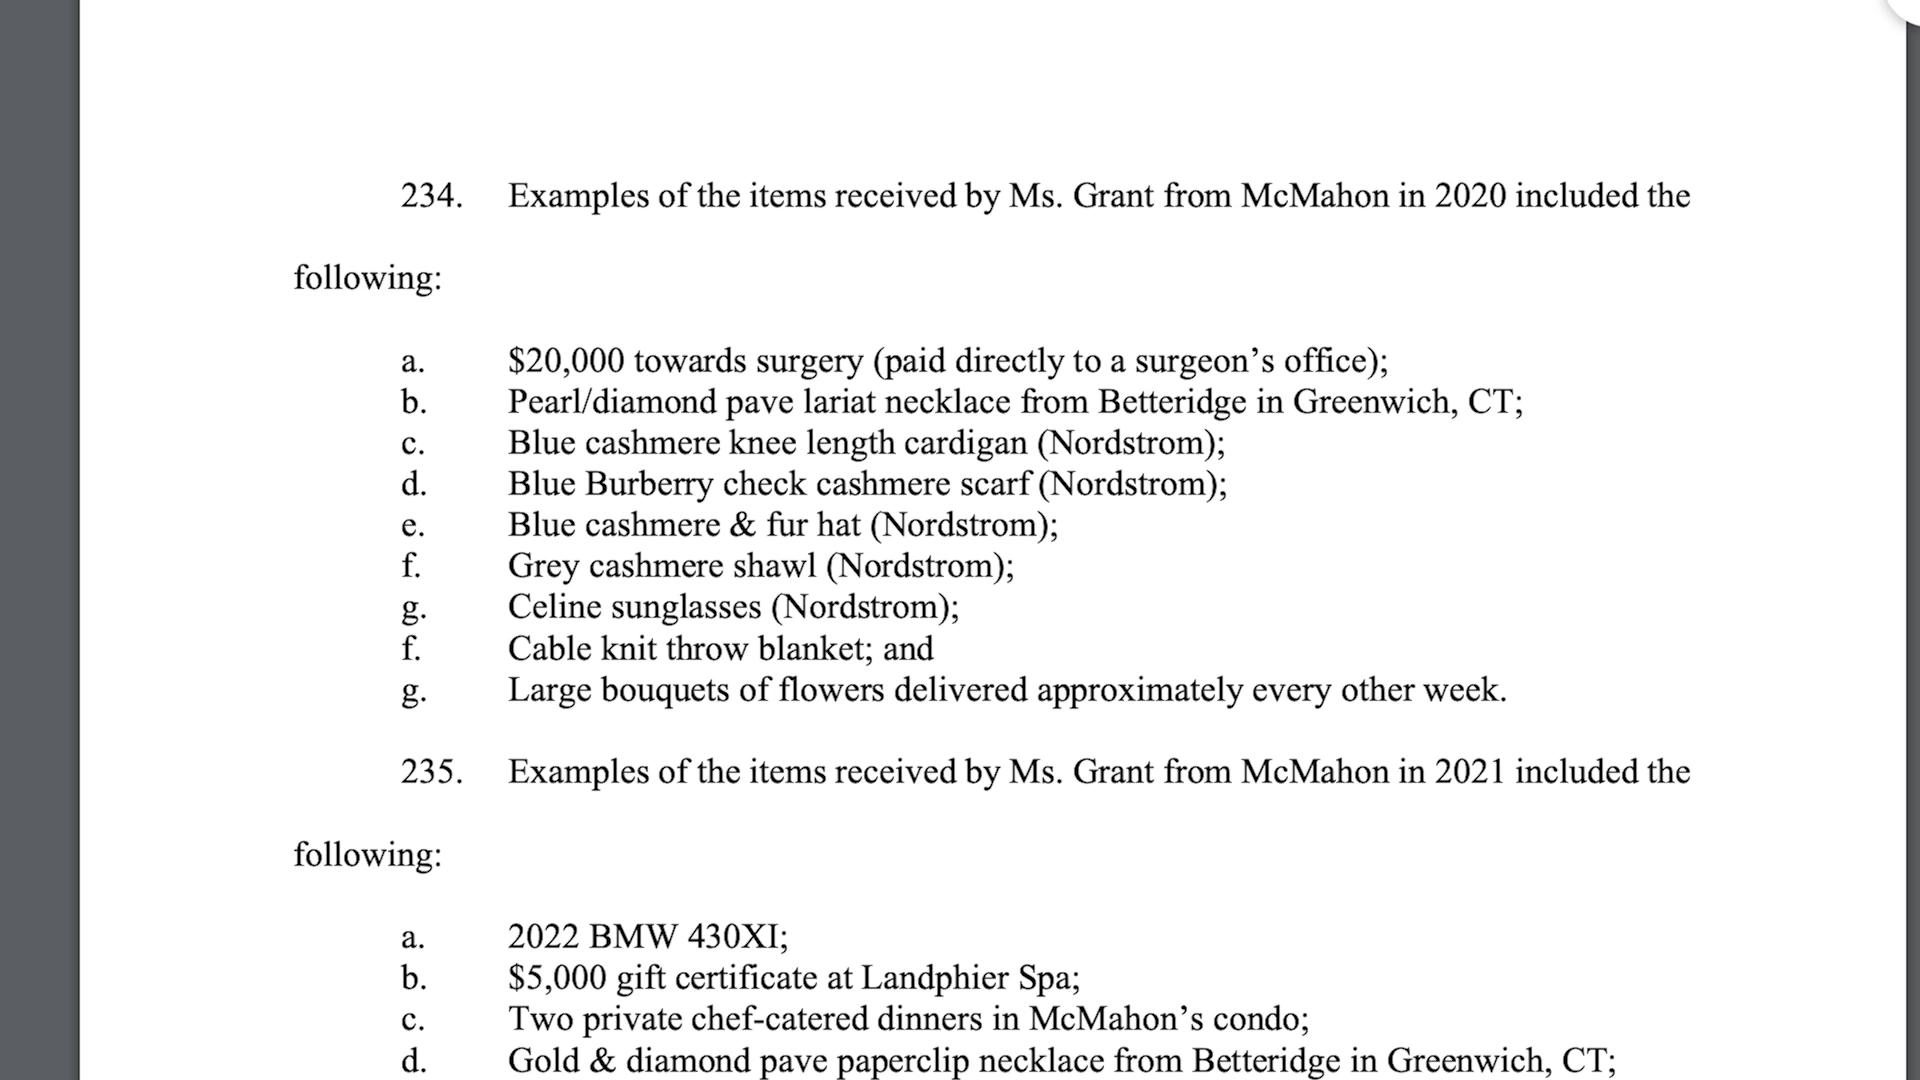 234. Examples of the items received by Ms. Grant from McMahon in 2020 included the
following:
a. $20,000 towards surgery (paid directly to a surgeon’s office);
b. Pearl/diamond pave lariat necklace from Betteridge in Greenwich, CT;
c. Blue cashmere knee length cardigan (Nordstrom);
d. Blue Burberry check cashmere scarf (Nordstrom);
e. Blue cashmere & fur hat (Nordstrom);
f. Grey cashmere shawl (Nordstrom);
g. Celine sunglasses (Nordstrom);
f. Cable knit throw blanket; and
g. Large bouquets of flowers delivered approximately every other week.
235. Examples of the items received by Ms. Grant from McMahon in 2021 included the
following:
a. 2022 BMW 430XI;
b. $5,000 gift certificate at Landphier Spa;
c. Two private chef-catered dinners in McMahon’s condo;
d. Gold & diamond pave paperclip necklace from Betteridge in Greenwich, CT;